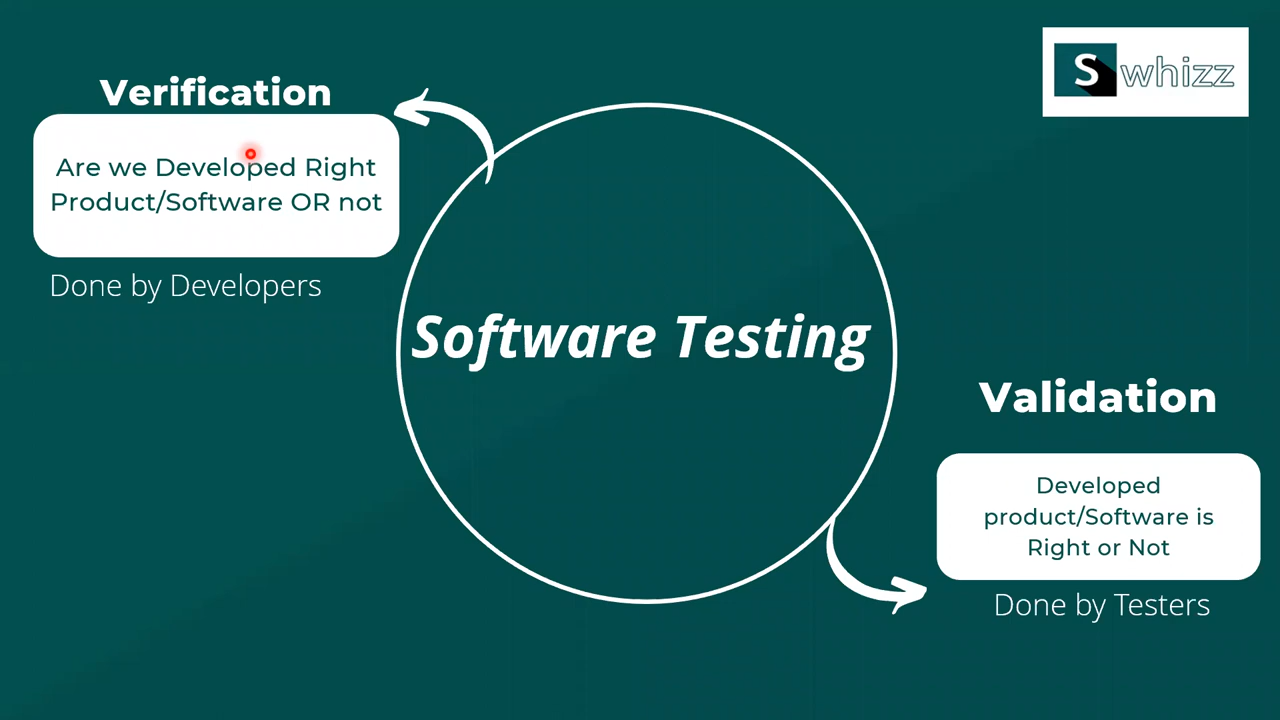 S whizz
Verification
Are we Developed Right
Product/Software OR not
Done by Developers
Software Testing
Validation
Developed
product/Software is
Right or Not
Done by Testers